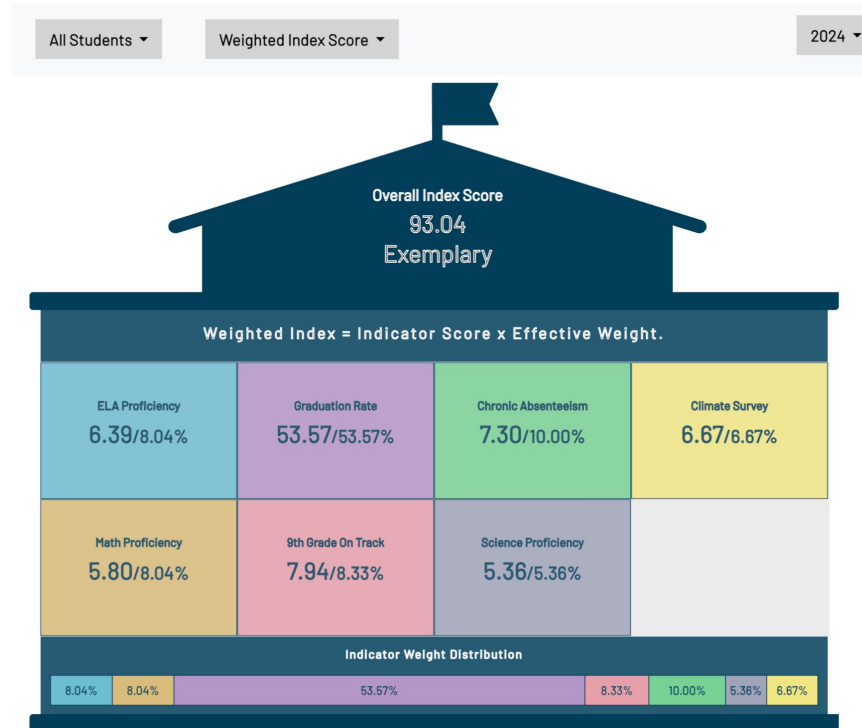 All Students
Weighted Index Score
2024
Overall Index Score
93.04
Exemplary
Weighted Index = Indicator Score x Effective Weight.
ELA Proficiency
6.39/8.04%
Graduation Rate
53.57/53.57%
Chronic Absenteeism
7.30/10.00%
Climate Survey
6.67/6.67%
Math Proficiency
5.80/8.04%
9th Grade On Track
7.94/8.33%
Science Proficiency
5.36/5.36%
Indicator Weight Distribution
8.04% 8.04% 53.57% 8.33% 10.00% 5.36% 6.67%